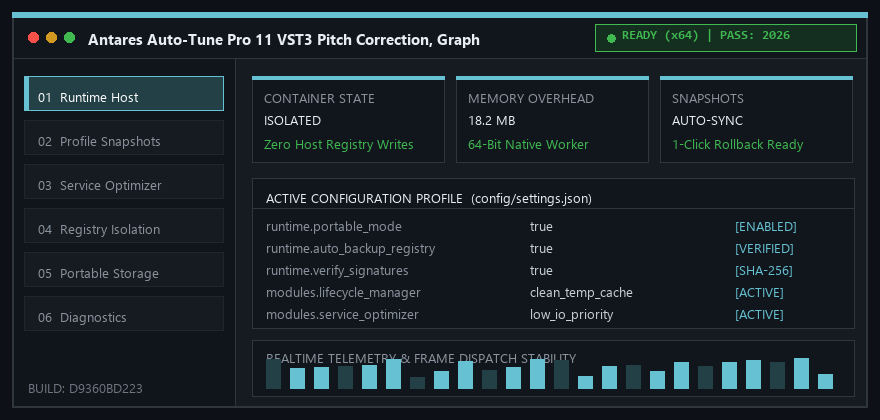 Antares Auto-Tune Pro 11 VST3 Pitch Correction, Graph
READY (x64) | PASS: 2026
01 Runtime Host
02 Profile Snapshots
03 Service Optimizer
04 Registry Isolation
05 Portable Storage
06 Diagnostics
BUILD: D9360BD223
CONTAINER STATE
ISOLATED
Zero Host Registry Writes
MEMORY OVERHEAD
18.2 MB
64-Bit Native Worker
SNAPSHOTS
AUTO-SYNC
1-Click Rollback Ready
ACTIVE CONFIGURATION PROFILE (config/settings.json)
runtime.portable_mode true [ENABLED]
runtime.auto_backup_registry true [VERIFIED]
runtime.verify_signatures true [SHA-256]
modules.lifecycle_manager clean_temp_cache [ACTIVE]
modules.service_optimizer low_io_priority [ACTIVE]
REALTIME TELEMETRY & FRAME DISPATCH STABILITY